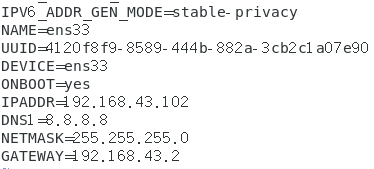 IPV6_ADDR_GEN_MODE=stable-privacy
NAME=ens33
UUID=4120f8f9-8589-444b-882a-3cb2c1a07e90
DEVICE=ens33
ONBOOT=yes
IPADDR=192.168.43.102
DNS1=8.8.8.8
NETMASK=255.255.255.0
GATEWAY=192.168.43.2